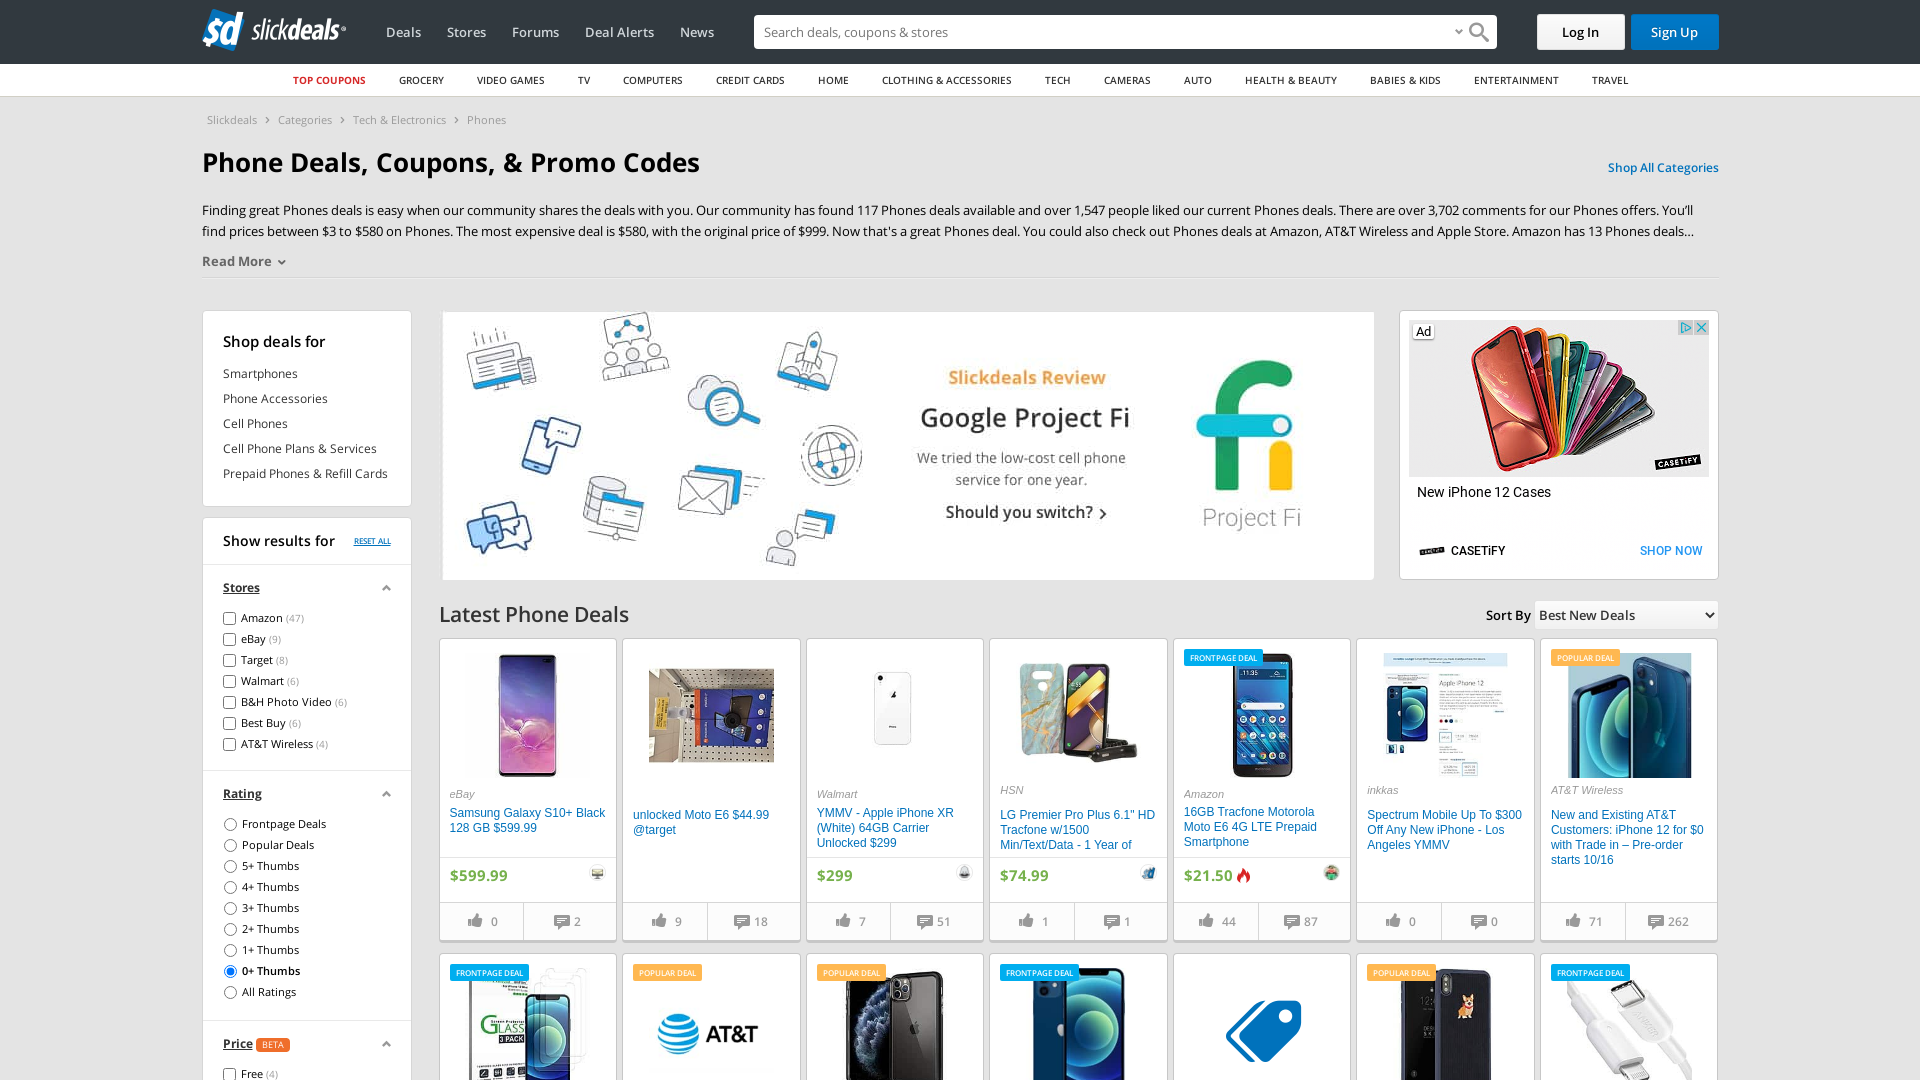 slickdeals
Deals
Stores
Forums
Deal Alerts
News
Search deals, coupons & stores
Log In
Sign Up
TOP COUPONS
GROCERY
VIDEO GAMES
TV
COMPUTERS
CREDIT CARDS
HOME
CLOTHING & ACCESSORIES
TECH
CAMERAS
AUTO
HEALTH & BEAUTY
BABIES & KIDS
ENTERTAINMENT
TRAVEL
Slickdeals > Categories > Tech & Electronics > Phones
Phone Deals, Coupons, & Promo Codes
Shop All Categories
Finding great Phones deals is easy when our community shares the deals with you. Our community has found 117 Phones deals available and over 1,547 people liked our current Phones deals. There are over 3,702 comments for our Phones offers. You'll
find prices between $3 to $580 on Phones. The most expensive deal is $580, with the original price of $999. Now that's a great Phones deal. You could also check out Phones deals at Amazon, AT&T Wireless and Apple Store. Amazon has 13 Phones deals...
Read More
Shop deals for
Smartphones
Phone Accessories
Cell Phones
Cell Phone Plans & Services
Prepaid Phones & Refill Cards
Show results for
RESET ALL
Stores
Amazon (47)
eBay (9)
Target (8)
Walmart (6)
B&H Photo Video (6)
Best Buy (6)
AT&T Wireless (4)
Rating
Frontpage Deals
Popular Deals
5+ Thumbs
4+ Thumbs
3+ Thumbs
2+ Thumbs
1+ Thumbs
0+ Thumbs
All Ratings
Price BETA
Free (4)
Slickdeals Review
Google Project Fi
We tried the low-cost cell phone
service for one year.
Should you switch? >
Project Fi
Ad
CASETiFY
New iPhone 12 Cases
CASETiFY
SHOP NOW
Latest Phone Deals
Sort By
Best New Deals
eBay
Samsung Galaxy S10+ Black
128 GB $599.99
$599.99
0
2
unlocked Moto E6 $44.99
@target
9
18
Walmart
YMMV - Apple iPhone XR
(White) 64GB Carrier
Unlocked $299
$299
7
51
HSN
LG Premier Pro Plus 6.1" HD
Tracfone w/1500
Min/Text/Data - 1 Year of
$74.99
1
1
FRONTPAGE DEAL
11:35
Amazon
16GB Tracfone Motorola
Moto E6 4G LTE Prepaid
Smartphone
$21.50
44
87
Apple iPhone 12
inkkas
Spectrum Mobile Up To $300
Off Any New iPhone - Los
Angeles YMMV
0
0
POPULAR DEAL
AT&T Wireless
New and Existing AT&T
Customers: iPhone 12 for $0
with Trade in – Pre-order
starts 10/16
71
262
FRONTPAGE DEAL
GLASS
3 PACK
POPULAR DEAL
AT&T
POPULAR DEAL
FRONTPAGE DEAL
POPULAR DEAL
FRONTPAGE DEAL